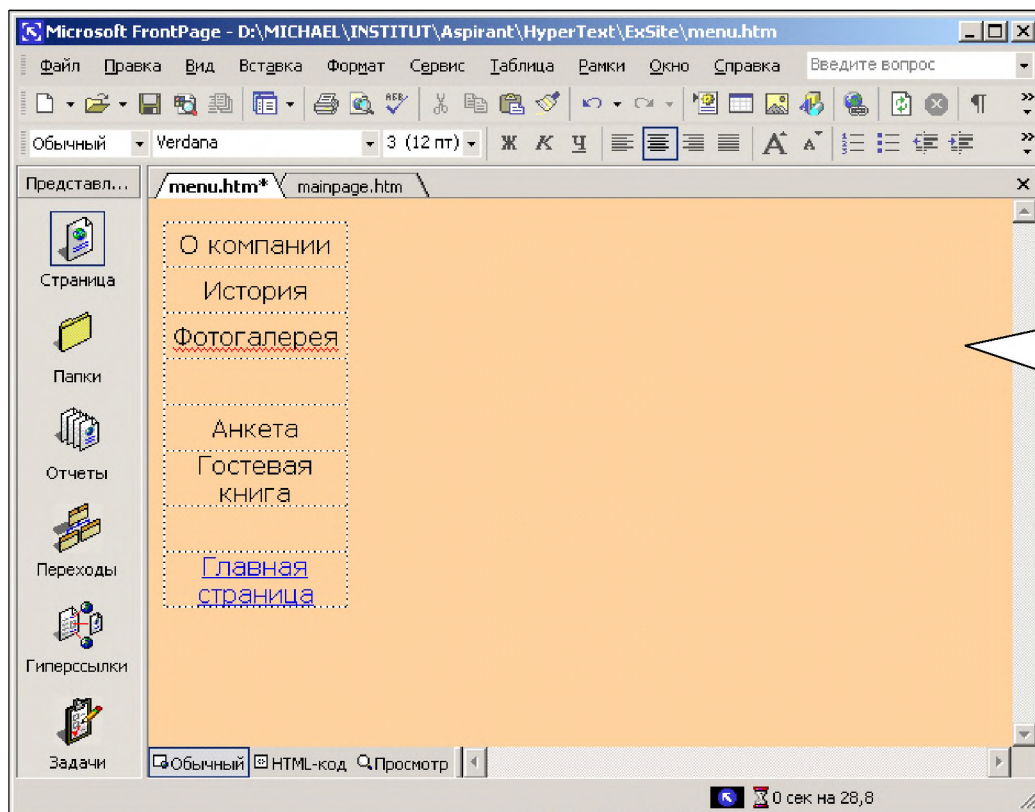 Microsoft FrontPage - D:\MICHAEL\INSTITUT\Aspirant\HyperText\ExSite\menu.htm
Файл Правка Вид Вставка Формат Сервис Таблица Рамки Окно Справка Введите вопрос
Обычный Verdana 3 (12 пт) Ж К Ч A A
Представл... menu.htm* mainpage.htm
О компании
История
Фотогалерея
Анкета
Гостевая
книга
Главная
страница
Страница
Папки
Отчеты
Переходы
Гиперссылки
Задачи
Обычный HTML-код Просмотр
0 сек на 28,8